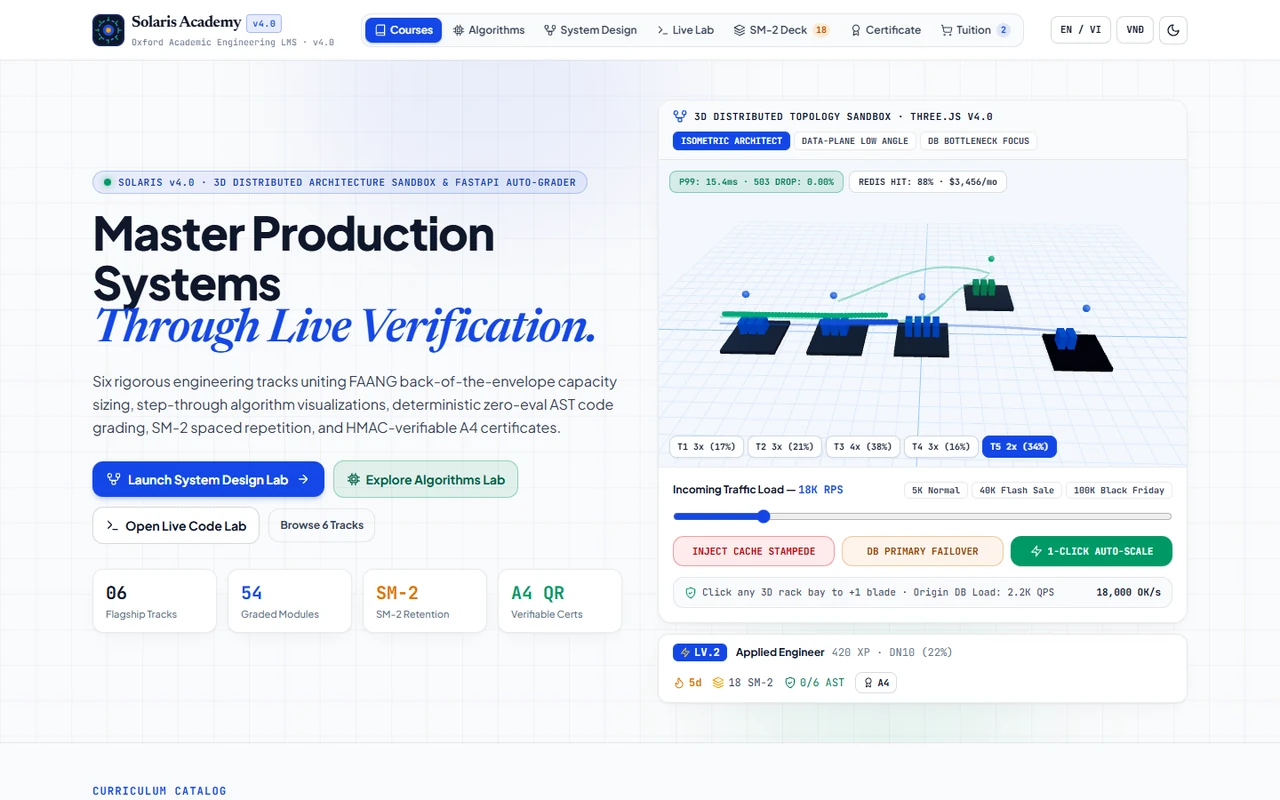 Solaris Academy v4.0
Oxford Academic Engineering LMS · v4.0
Courses
Algorithms
System Design
Live Lab
SM-2 Deck 18
Certificate
Tuition 2
EN / VI
VNĐ
SOLARIS v4.0 · 3D DISTRIBUTED ARCHITECTURE SANDBOX & FASTAPI AUTO-GRADER
Master Production
Systems
Through Live Verification.
Six rigorous engineering tracks uniting FAANG back-of-the-envelope capacity
sizing, step-through algorithm visualizations, deterministic zero-eval AST code
grading, SM-2 spaced repetition, and HMAC-verifiable A4 certificates.
Launch System Design Lab
Explore Algorithms Lab
Open Live Code Lab
Browse 6 Tracks
06
Flagship Tracks
54
Graded Modules
SM-2
SM-2 Retention
A4 QR
Verifiable Certs
3D DISTRIBUTED TOPOLOGY SANDBOX · THREE.JS V4.0
ISOMETRIC ARCHITECT
DATA-PLANE LOW ANGLE
DB BOTTLENECK FOCUS
P99: 15.4ms · 503 DROP: 0.00%
REDIS HIT: 88% · $3,456/mo
T1 3x (17%)
T2 3x (21%)
T3 4x (38%)
T4 3x (16%)
T5 2x (34%)
Incoming Traffic Load — 18K RPS
5K Normal
40K Flash Sale
100K Black Friday
INJECT CACHE STAMPEDE
DB PRIMARY FAILOVER
1-CLICK AUTO-SCALE
Click any 3D rack bay to +1 blade · Origin DB Load: 2.2K QPS
18,000 OK/s
LV.2 Applied Engineer 420 XP · DN10 (22%)
5d
18 SM-2
0/6 AST
A4
CURRICULUM CATALOG